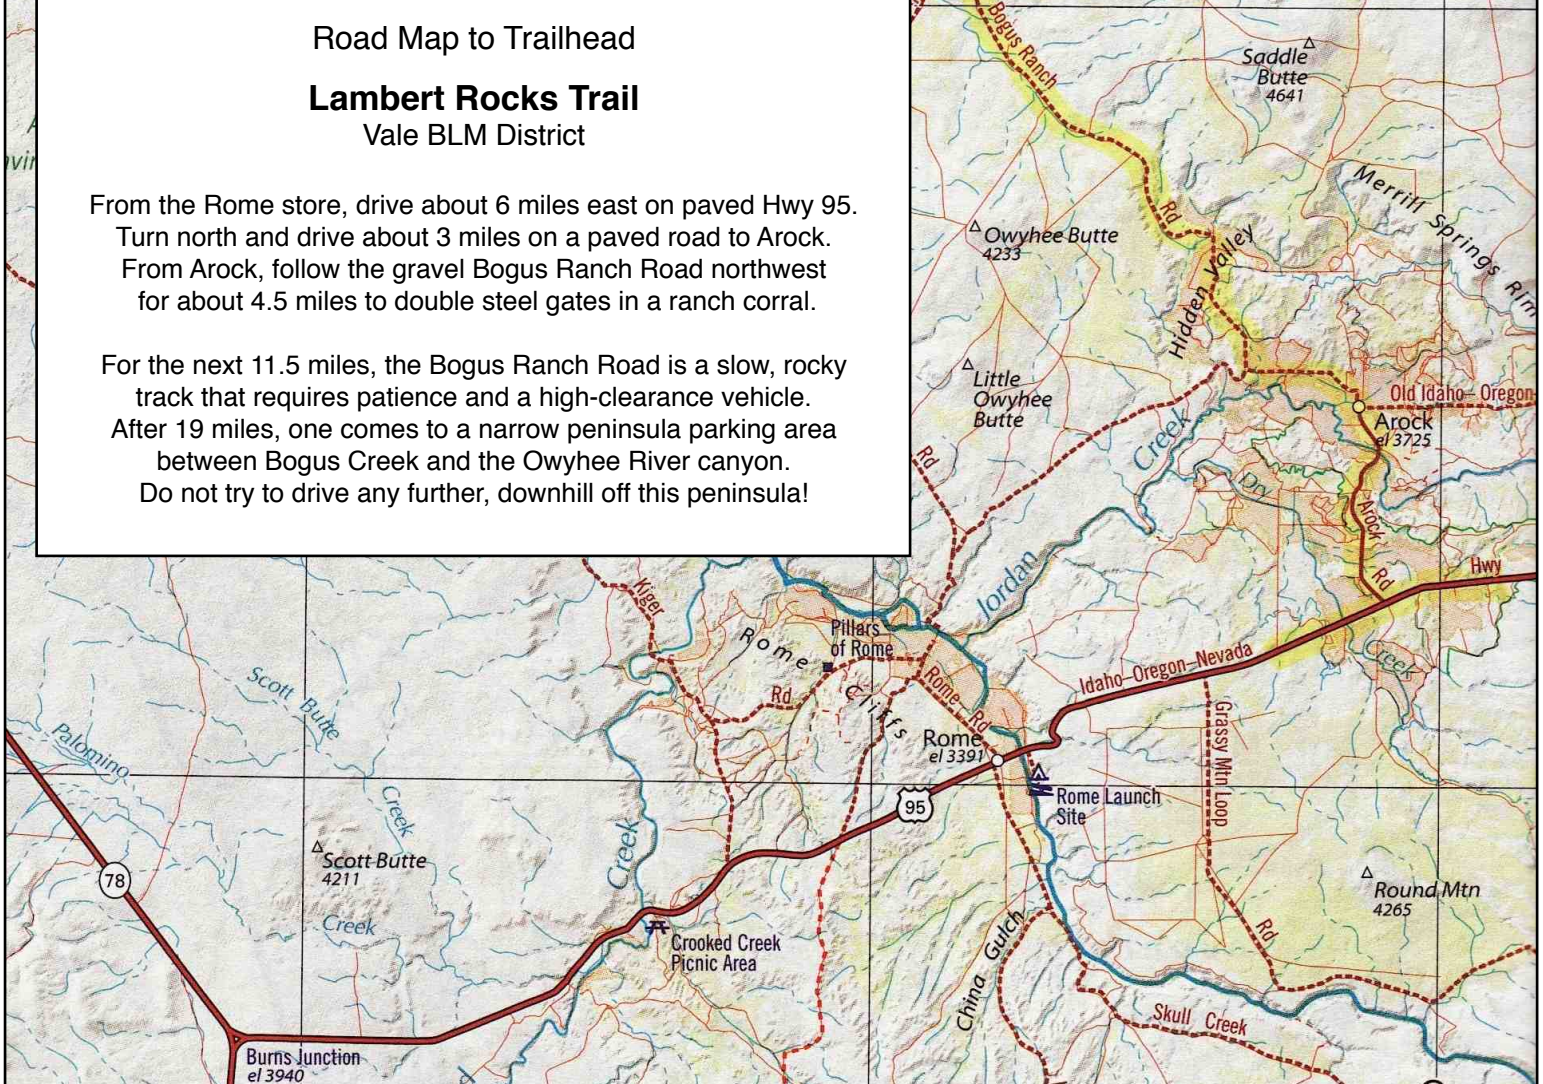 Road Map to Trailhead
Lambert Rocks Trail
Vale BLM District
From the Rome store, drive about 6 miles east on paved Hwy 95.
Turn north and drive about 3 miles on a paved road to Arock.
From Arock, follow the gravel Bogus Ranch Road northwest
for about 4.5 miles to double steel gates in a ranch corral.
For the next 11.5 miles, the Bogus Ranch Road is a slow, rocky
track that requires patience and a high-clearance vehicle.
After 19 miles, one comes to a narrow peninsula parking area
between Bogus Creek and the Owyhee River canyon.
Do not try to drive any further, downhill off this peninsula!
Bogus Ranch
Rd
Saddle
Butte
4641
Merrill Springs Rim
Owyhee Butte
4233
Hidden Valley
Little
Owyhee
Butte
Old Idaho-Oregon
Arock
el 3725
Creek
Rd
Dry
Arock
Rd
Hwy
Jordan
Kiger
Pillars
of Rome
Rome
Cliffs
Rd
Rome Rd
Idaho-Oregon-Nevada
Creek
Scott Butte
Palomino
Creek
Rome
el 3391
Grassy Mtn Loop
95
Rome Launch
Site
Scott Butte
4211
Creek
78
Round Mtn
4265
Creek
Crooked Creek
Picnic Area
China Gulch
Rd
Skull Creek
Burns Junction
el 3940